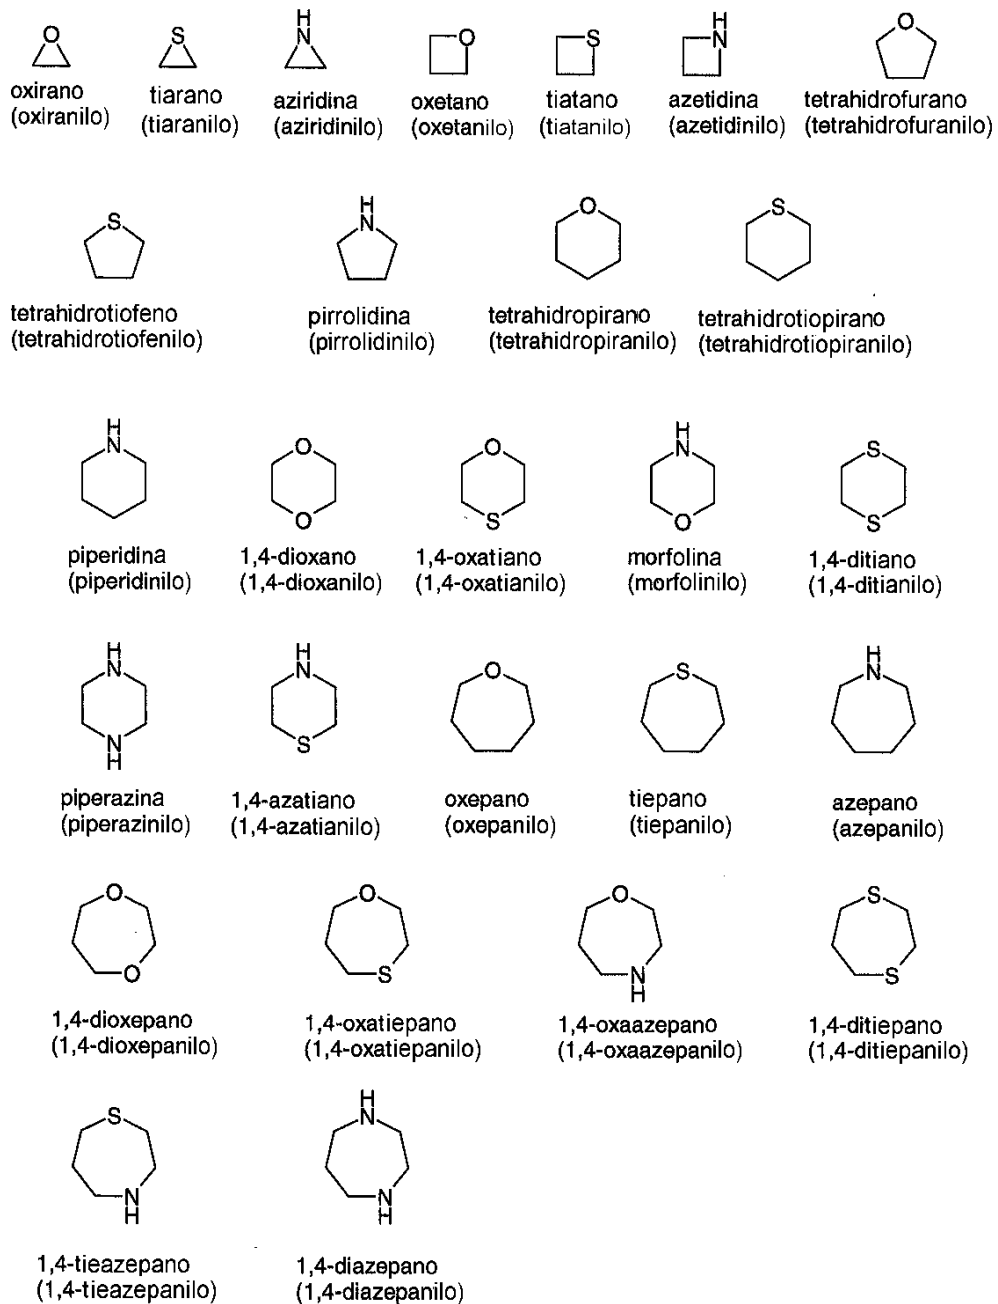 O S H N O S H N O
oxirano tiarano aziridina oxetano tiatano azetidina tetrahidrofurano
(oxiranilo) (tiaranilo) (aziridinilo) (oxetanilo) (tiatanilo) (azetidinilo) (tetrahidrofuranilo)
S H N O S
tetrahidrotiofeno pirrolidina tetrahidropirano tetrahidrotiopirano
(tetrahidrotiofenilo) (pirrolidinilo) (tetrahidropiranilo) (tetrahidrotiopiranilo)
H N O O H N S
O S O S
piperidina 1,4-dioxano 1,4-oxatiano morfolina 1,4-ditiano
(piperidinilo) (1,4-dioxanilo) (1,4-oxatianilo) (morfolinilo) (1,4-ditianilo)
H N H N O S H N
N H S
piperazina 1,4-azatiano oxepano tiepano azepano
(piperazinilo) (1,4-azatianilo) (oxepanilo) (tiepanilo) (azepanilo)
O O O S
O S N H S
1,4-dioxepano 1,4-oxatiepano 1,4-oxaazepano 1,4-ditiepano
(1,4-dioxepanilo) (1,4-oxatiepanilo) (1,4-oxaazepanilo) (1,4-ditiepanilo)
S H N
N H N H
1,4-tieazepano 1,4-diazepano
(1,4-tieazepanilo) (1,4-diazepanilo)